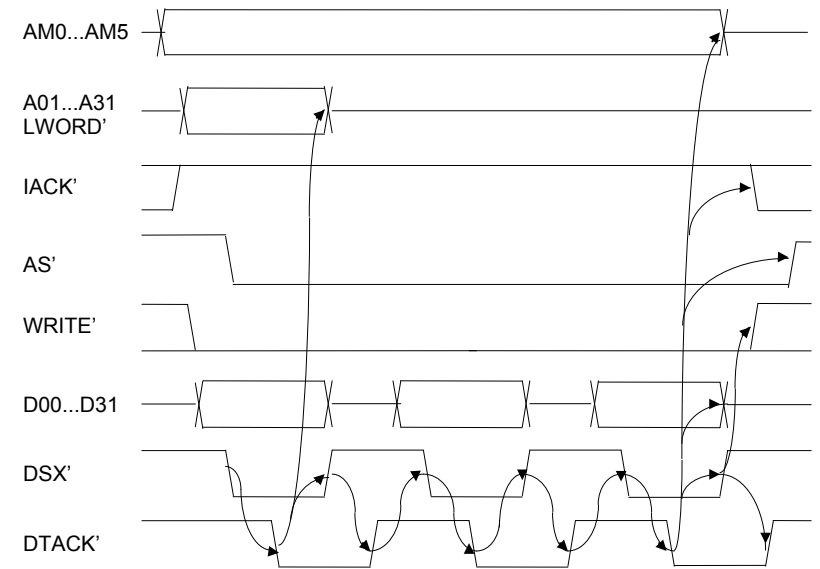 AM0...AM5
A01...A31
LWORD’
IACK’
AS’
WRITE’
D00...D31
DSX’
DTACK’